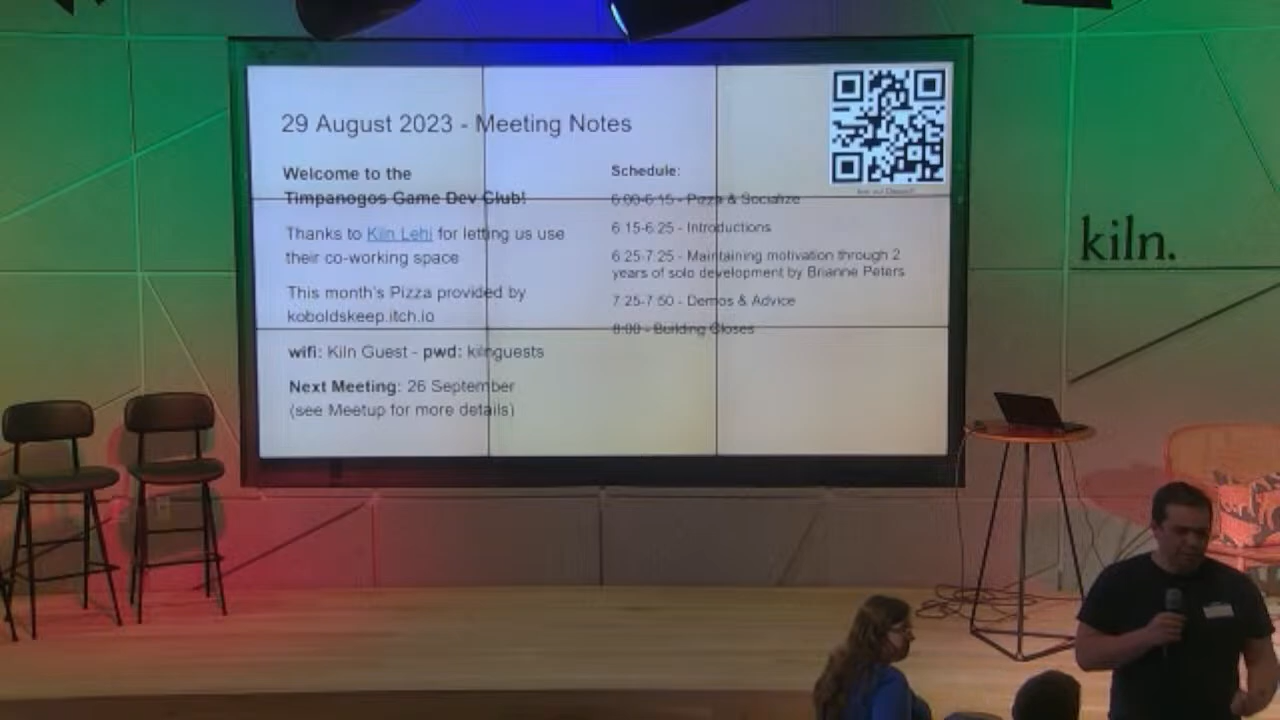 29 August 2023 - Meeting Notes
Welcome to the
Timpanogos Game Dev Club!
Thanks to Kiln Lehi for letting us use
their co-working space
This month's Pizza provided by
koboldskeep.itch.io
wifi: Kiln Guest - pwd: kilnguests
Next Meeting: 26 September
(see Meetup for more details)
Schedule:
6:00-6:15 - Pizza & Socialize
6:15-6:25 - Introductions
6:25-7:25 - Maintaining motivation through 2
years of solo development by Brianne Peters
7:25-7:50 - Demos & Advice
8:00 - Building Closes
kiln.